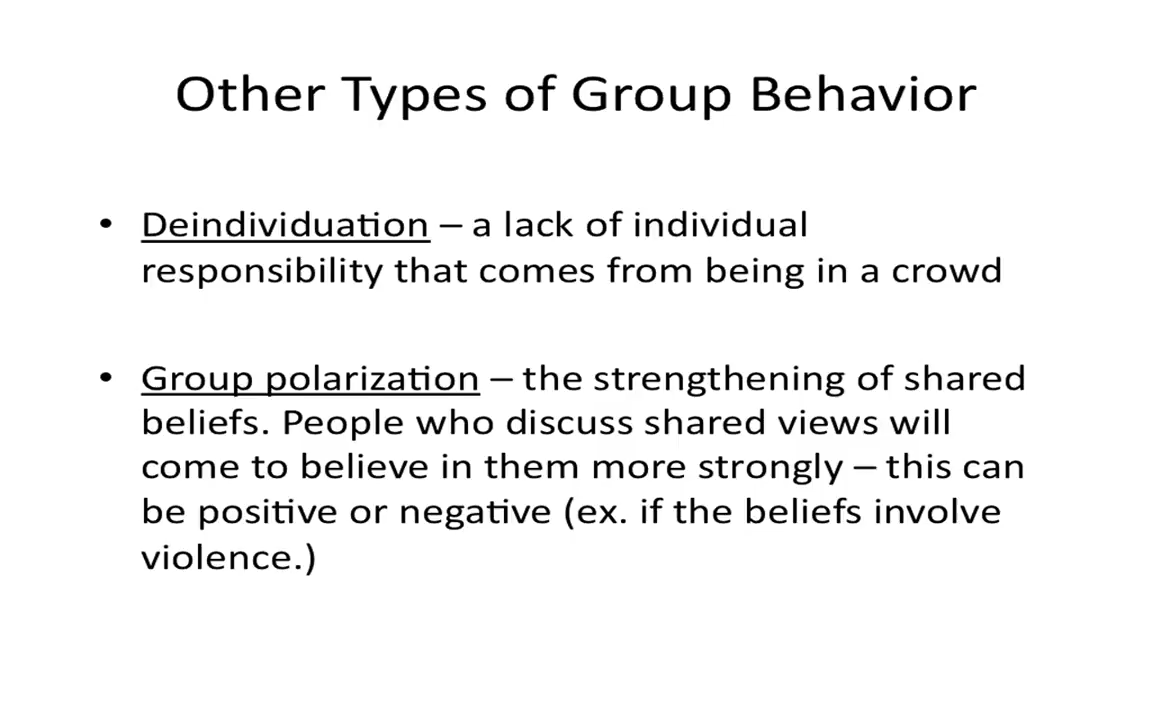 Other Types of Group Behavior
• Deindividuation – a lack of individual
responsibility that comes from being in a crowd
• Group polarization – the strengthening of shared
beliefs. People who discuss shared views will
come to believe in them more strongly – this can
be positive or negative (ex. if the beliefs involve
violence.)